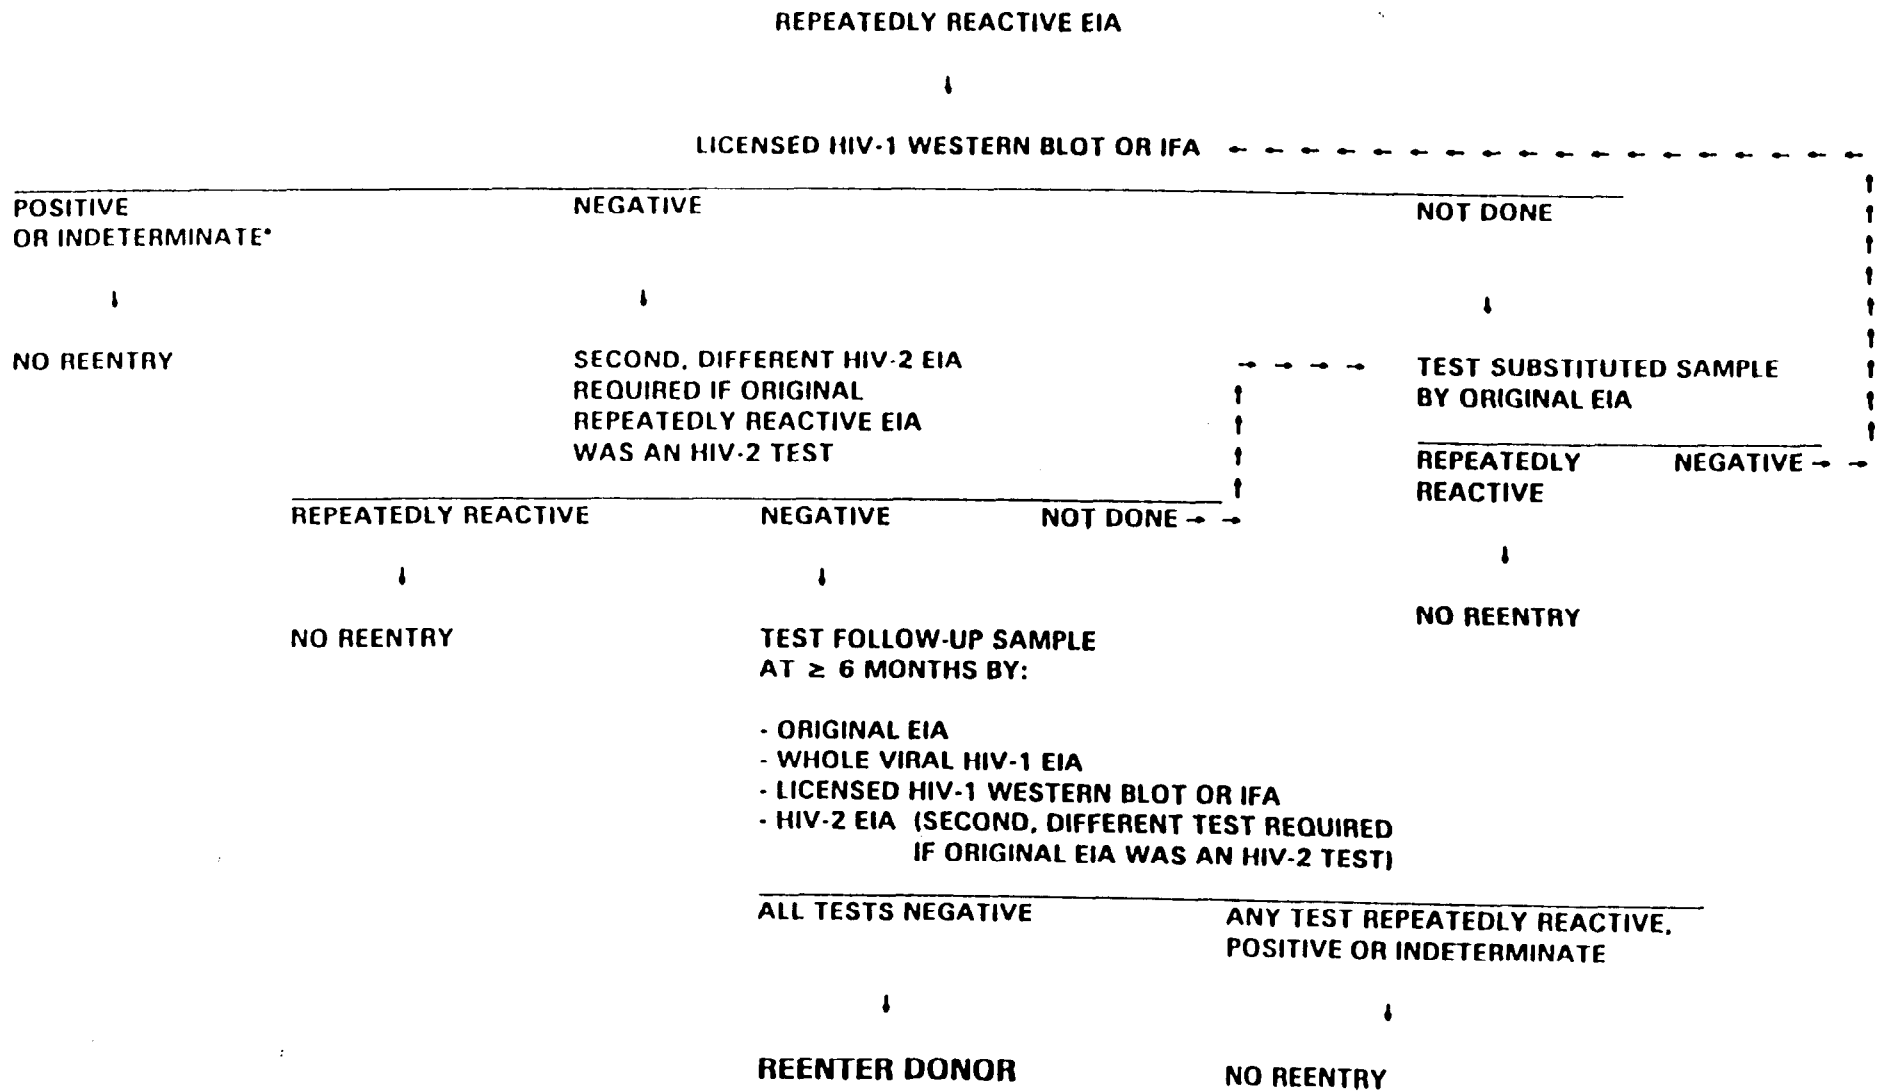 REPEATEDLY REACTIVE EIA
LICENSED HIV-1 WESTERN BLOT OR IFA
POSITIVE
OR INDETERMINATE*
NEGATIVE
NOT DONE
NO REENTRY
SECOND, DIFFERENT HIV-2 EIA
REQUIRED IF ORIGINAL
REPEATEDLY REACTIVE EIA
WAS AN HIV-2 TEST
TEST SUBSTITUTED SAMPLE
BY ORIGINAL EIA
REPEATEDLY
REACTIVE
NEGATIVE
REPEATEDLY REACTIVE
NEGATIVE
NOT DONE
NO REENTRY
NO REENTRY
TEST FOLLOW-UP SAMPLE
AT ≥ 6 MONTHS BY:
- ORIGINAL EIA
- WHOLE VIRAL HIV-1 EIA
- LICENSED HIV-1 WESTERN BLOT OR IFA
- HIV-2 EIA (SECOND, DIFFERENT TEST REQUIRED
IF ORIGINAL EIA WAS AN HIV-2 TEST)
ALL TESTS NEGATIVE
ANY TEST REPEATEDLY REACTIVE,
POSITIVE OR INDETERMINATE
REENTER DONOR
NO REENTRY